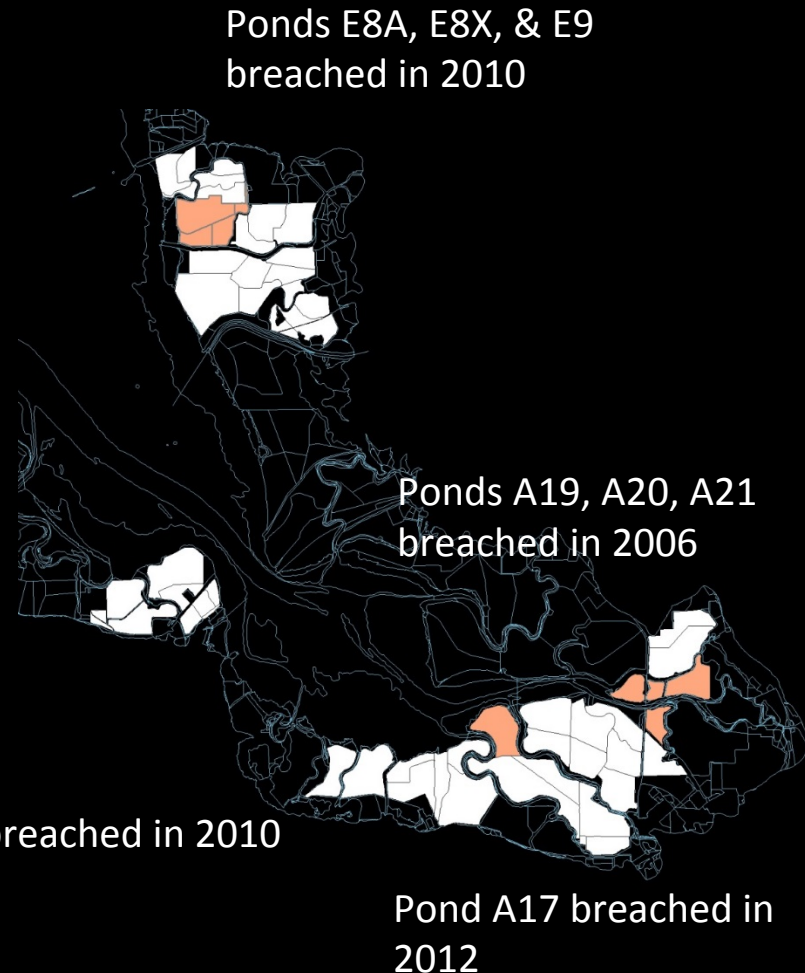 Ponds E8A, E8X, & E9
breached in 2010
Ponds A19, A20, A21
breached in 2006
breached in 2010
Pond A17 breached in
2012